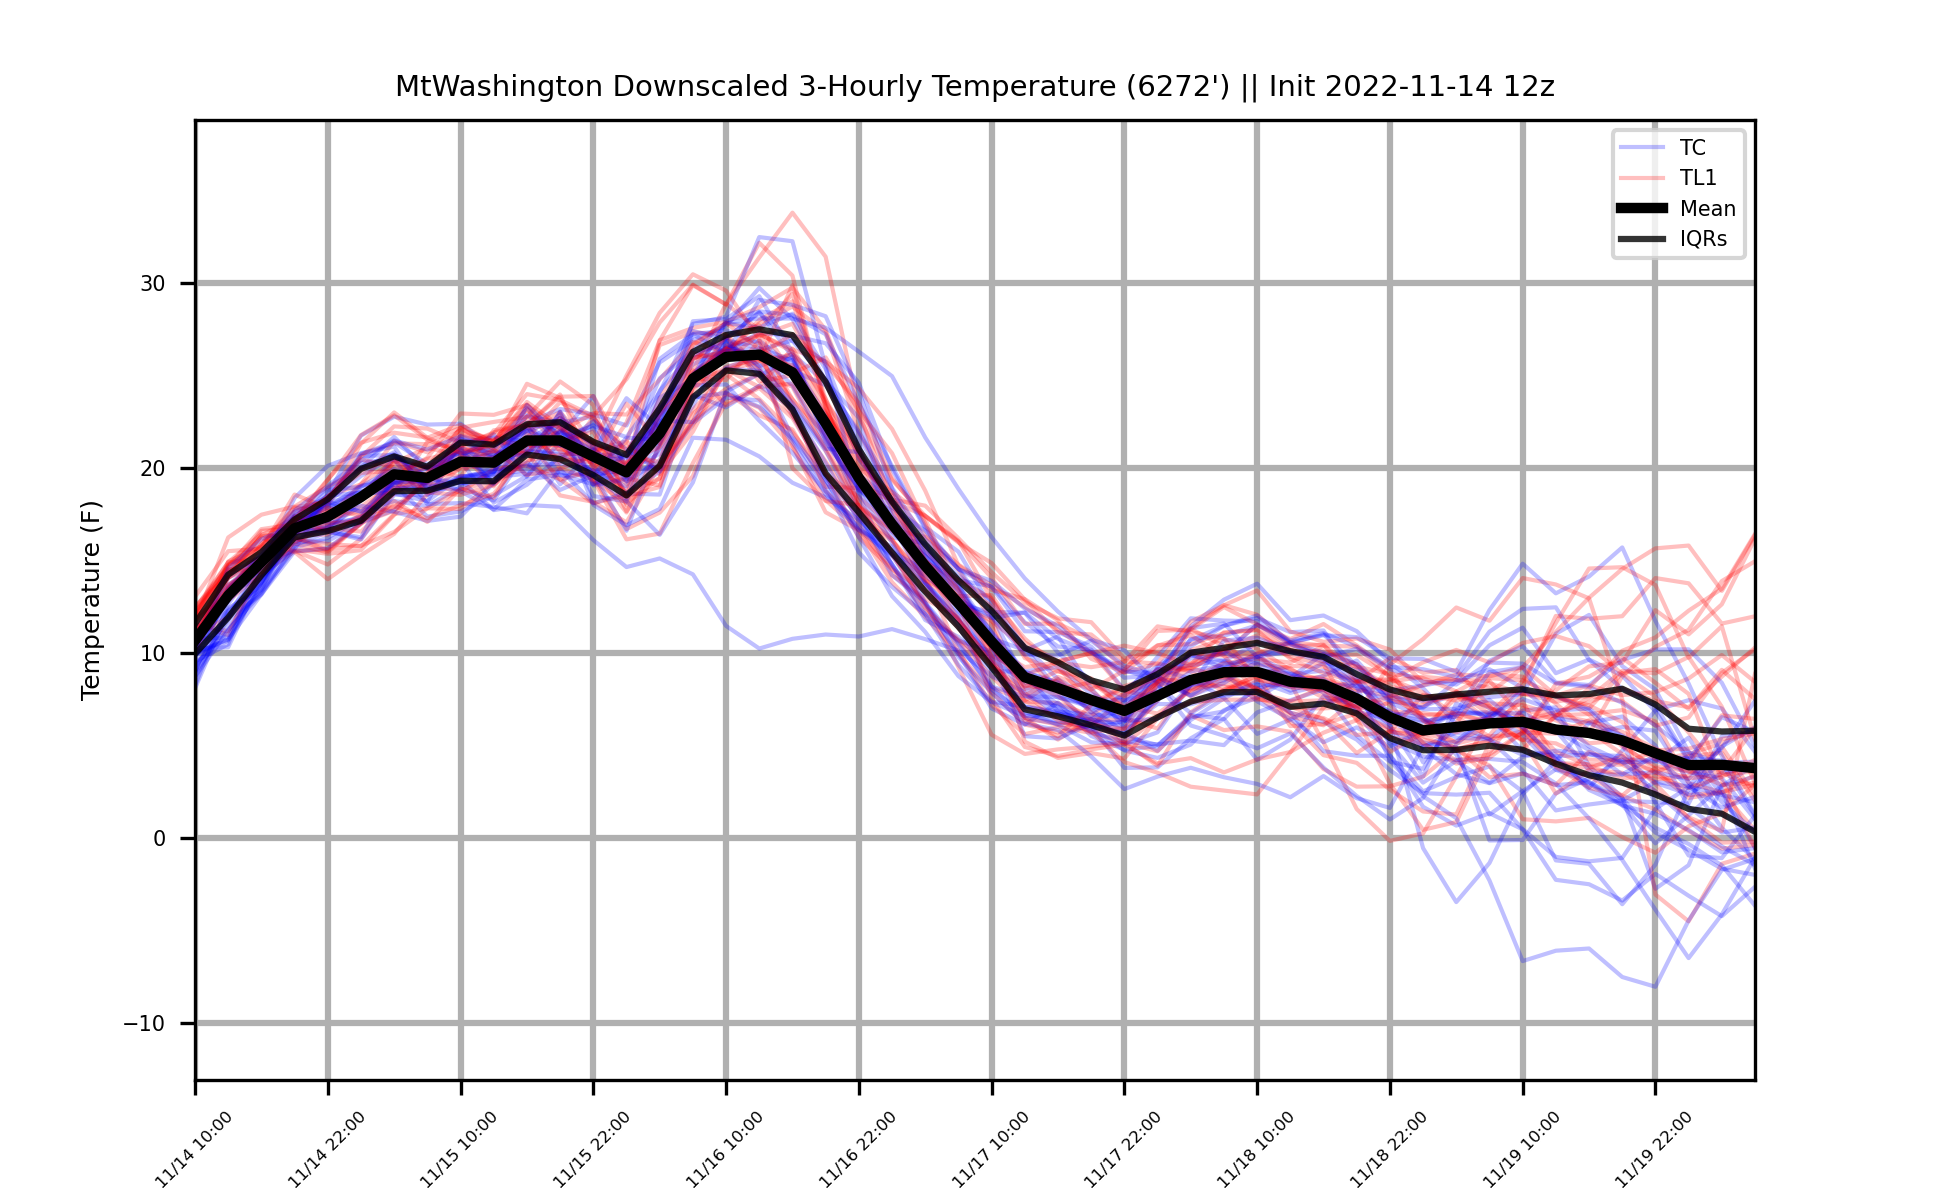 MtWashington Downscaled 3-Hourly Temperature (6272') || Init 2022-11-14 12z
TC
TL1
Mean
IQRs
Temperature (F)
30
20
10
0
−10
11/14 10:00
11/14 22:00
11/15 10:00
11/15 22:00
11/16 10:00
11/16 22:00
11/17 10:00
11/17 22:00
11/18 10:00
11/18 22:00
11/19 10:00
11/19 22:00